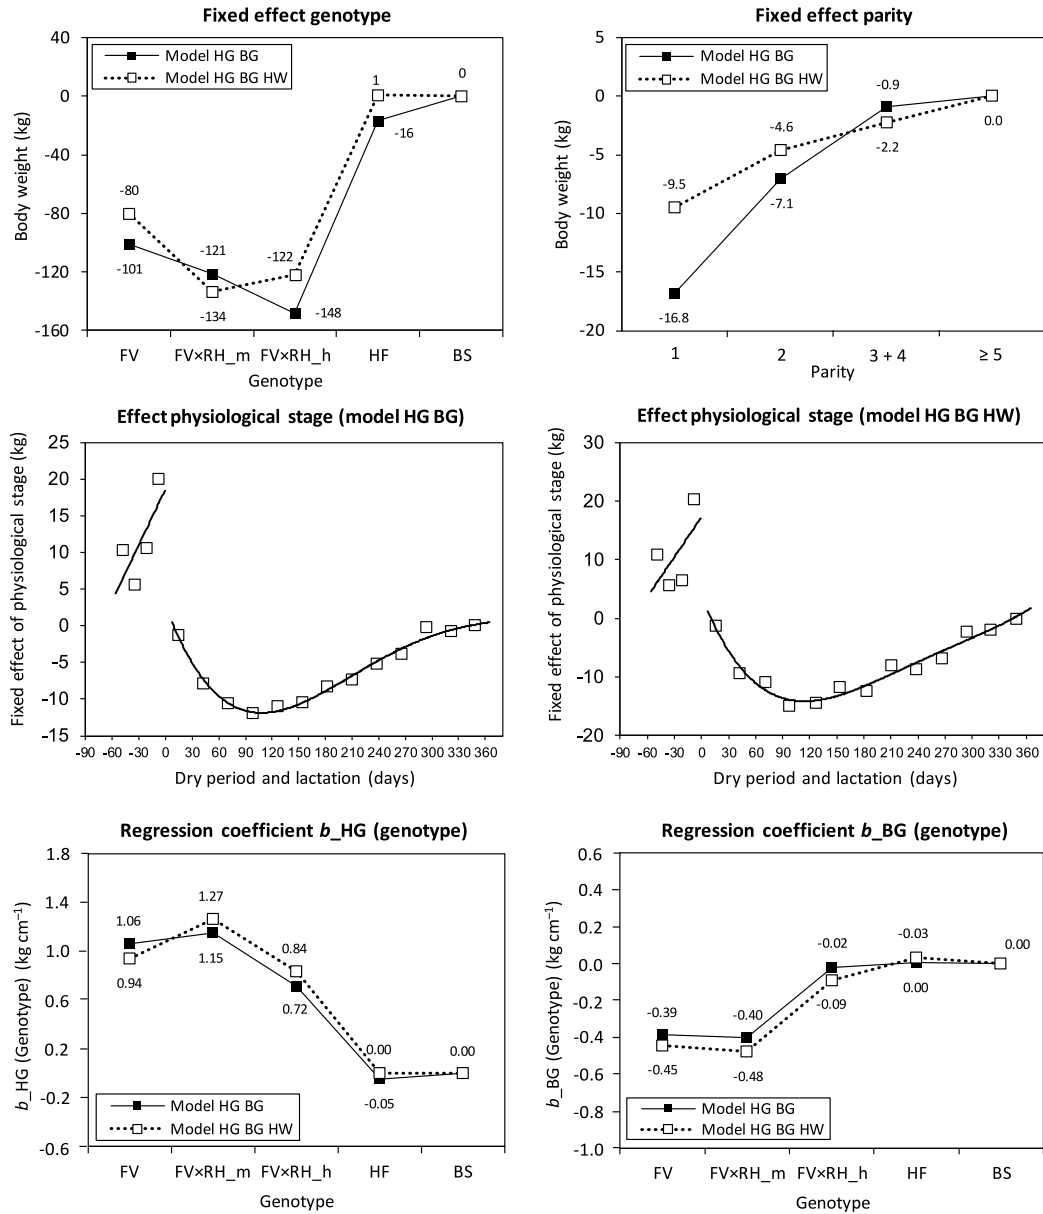 Fixed effect genotype
Body weight (kg)
40
0
-40
-80
-120
-160
Model HG BG
Model HG BG HW
-80
-101
-121
-134
-122
-148
1
-16
0
FV
FV×RH_m
FV×RH_h
HF
BS
Genotype
Fixed effect parity
Body weight (kg)
5
0
-5
-10
-15
-20
Model HG BG
Model HG BG HW
-9.5
-16.8
-4.6
-7.1
-0.9
-2.2
0.0
1
2
3 + 4
≥ 5
Parity
Effect physiological stage (model HG BG)
Fixed effect of physiological stage (kg)
25
20
15
10
5
0
-5
-10
-15
-90 -60 -30 0 30 60 90 120 150 180 210 240 270 300 330 360
Dry period and lactation (days)
Effect physiological stage (model HG BG HW)
Fixed effect of physiological stage (kg)
30
20
10
0
-10
-20
-90 -60 -30 0 30 60 90 120 150 180 210 240 270 300 330 360
Dry period and lactation (days)
Regression coefficient b_HG (genotype)
b_HG (Genotype) (kg cm⁻¹)
1.8
1.4
1.0
0.6
0.2
-0.2
-0.6
1.06
0.94
1.27
1.15
0.84
0.72
0.00
-0.05
0.00
Model HG BG
Model HG BG HW
FV
FV×RH_m
FV×RH_h
HF
BS
Genotype
Regression coefficient b_BG (genotype)
b_BG (Genotype) (kg cm⁻¹)
0.6
0.4
0.2
0.0
-0.2
-0.4
-0.6
-0.8
-1.0
-0.39
-0.45
-0.40
-0.48
-0.02
-0.09
-0.03
0.00
0.00
Model HG BG
Model HG BG HW
FV
FV×RH_m
FV×RH_h
HF
BS
Genotype